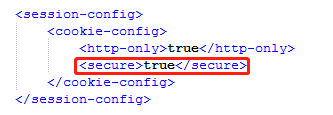 <session-config>
    <cookie-config>
        <http-only>true</http-only>
        <secure>true</secure>
    </cookie-config>
</session-config>